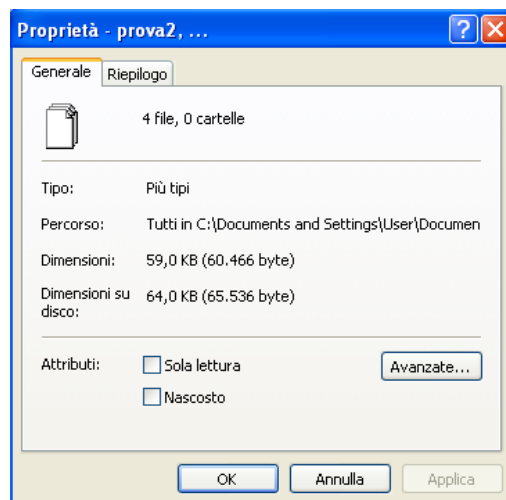 Proprietà - prova2, ...
Generale Riepilogo
4 file, 0 cartelle
Tipo: Più tipi
Percorso: Tutti in C:\Documents and Settings\User\Documen
Dimensioni: 59,0 KB (60.466 byte)
Dimensioni su disco: 64,0 KB (65.536 byte)
Attributi: Sola lettura Avanzate...
Nascosto
OK Annulla Applica